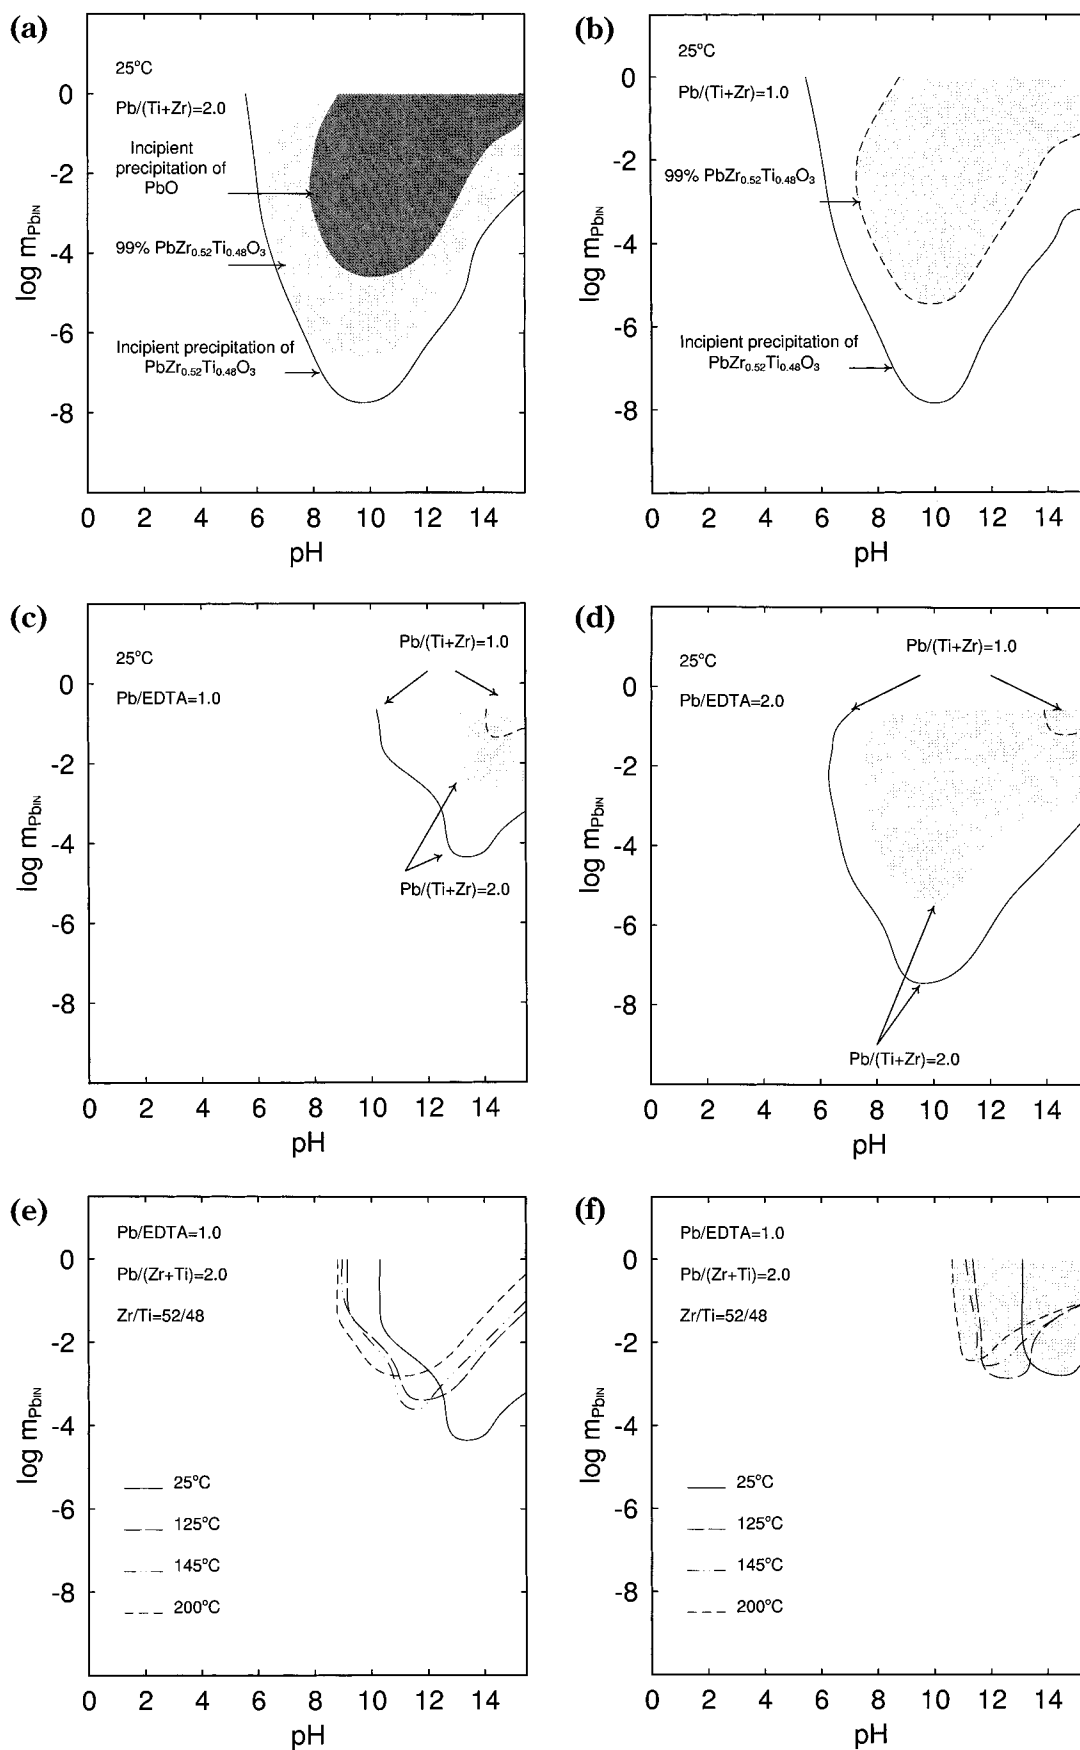 (a)
25°C
Pb/(Ti+Zr)=2.0
Incipient
precipitation of
PbO
99% PbZr0.52Ti0.48O3
Incipient precipitation of
PbZr0.52Ti0.48O3
0
-2
-4
-6
-8
log mPbIN
0 2 4 6 8 10 12 14
pH
(b)
25°C
Pb/(Ti+Zr)=1.0
99% PbZr0.52Ti0.48O3
Incipient precipitation of
PbZr0.52Ti0.48O3
0
-2
-4
-6
-8
log mPbIN
0 2 4 6 8 10 12 14
pH
(c)
Pb/(Ti+Zr)=1.0
25°C
Pb/EDTA=1.0
Pb/(Ti+Zr)=2.0
0
-2
-4
-6
-8
log mPbIN
0 2 4 6 8 10 12 14
pH
(d)
Pb/(Ti+Zr)=1.0
25°C
Pb/EDTA=2.0
Pb/(Ti+Zr)=2.0
0
-2
-4
-6
-8
log mPbIN
0 2 4 6 8 10 12 14
pH
(e)
Pb/EDTA=1.0
Pb/(Zr+Ti)=2.0
Zr/Ti=52/48
25°C
125°C
145°C
200°C
0
-2
-4
-6
-8
log mPbIN
0 2 4 6 8 10 12 14
pH
(f)
Pb/EDTA=1.0
Pb/(Zr+Ti)=2.0
Zr/Ti=52/48
25°C
125°C
145°C
200°C
0
-2
-4
-6
-8
log mPbIN
0 2 4 6 8 10 12 14
pH